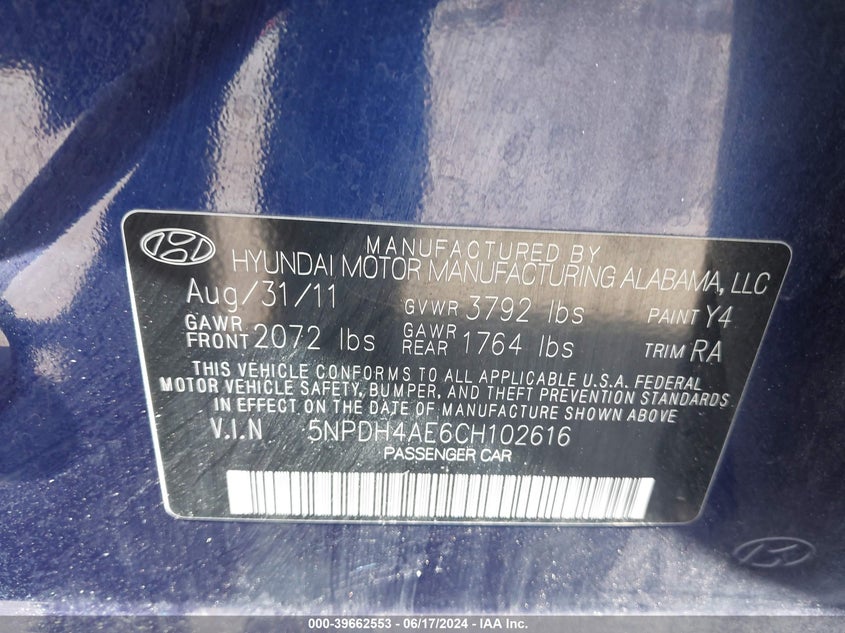 MANUFACTURED BY
HYUNDAI MOTOR MANUFACTURING ALABAMA, LLC
Aug/31/11 GVWR 3792 lbs PAINT Y4
GAWR FRONT 2072 lbs GAWR REAR 1764 lbs TRIM RA
THIS VEHICLE CONFORMS TO ALL APPLICABLE U.S.A. FEDERAL
MOTOR VEHICLE SAFETY, BUMPER, AND THEFT PREVENTION STANDARDS
IN EFFECT ON THE DATE OF MANUFACTURE SHOWN ABOVE
V.I.N 5NPDH4AE6CH102616
PASSENGER CAR
000-39662553 - 06/17/2024 - IAA, Inc.